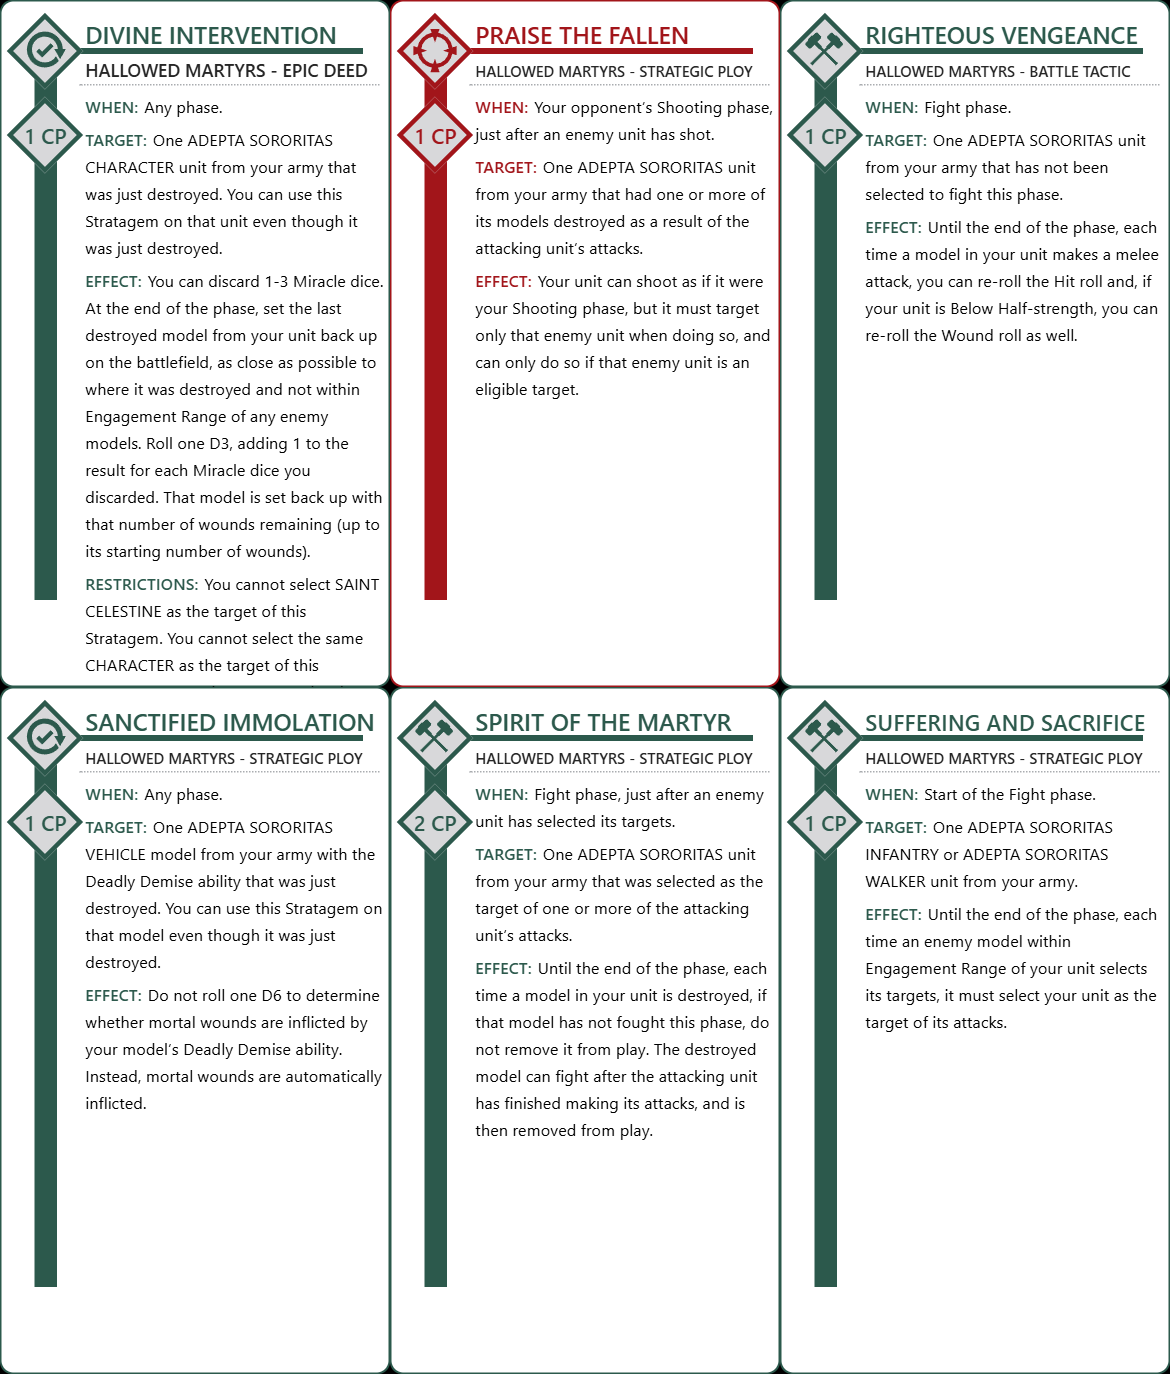 DIVINE INTERVENTION
HALLOWED MARTYRS - EPIC DEED
1 CP
WHEN: Any phase.
TARGET: One ADEPTA SORORITAS
CHARACTER unit from your army that
was just destroyed. You can use this
Stratagem on that unit even though it
was just destroyed.
EFFECT: You can discard 1-3 Miracle dice.
At the end of the phase, set the last
destroyed model from your unit back up
on the battlefield, as close as possible to
where it was destroyed and not within
Engagement Range of any enemy
models. Roll one D3, adding 1 to the
result for each Miracle dice you
discarded. That model is set back up with
that number of wounds remaining (up to
its starting number of wounds).
RESTRICTIONS: You cannot select SAINT
CELESTINE as the target of this
Stratagem. You cannot select the same
CHARACTER as the target of this
PRAISE THE FALLEN
HALLOWED MARTYRS - STRATEGIC PLOY
1 CP
WHEN: Your opponent's Shooting phase,
just after an enemy unit has shot.
TARGET: One ADEPTA SORORITAS unit
from your army that had one or more of
its models destroyed as a result of the
attacking unit's attacks.
EFFECT: Your unit can shoot as if it were
your Shooting phase, but it must target
only that enemy unit when doing so, and
can only do so if that enemy unit is an
eligible target.
RIGHTEOUS VENGEANCE
HALLOWED MARTYRS - BATTLE TACTIC
1 CP
WHEN: Fight phase.
TARGET: One ADEPTA SORORITAS unit
from your army that has not been
selected to fight this phase.
EFFECT: Until the end of the phase, each
time a model in your unit makes a melee
attack, you can re-roll the Hit roll and, if
your unit is Below Half-strength, you can
re-roll the Wound roll as well.
SANCTIFIED IMMOLATION
HALLOWED MARTYRS - STRATEGIC PLOY
1 CP
WHEN: Any phase.
TARGET: One ADEPTA SORORITAS
VEHICLE model from your army with the
Deadly Demise ability that was just
destroyed. You can use this Stratagem on
that model even though it was just
destroyed.
EFFECT: Do not roll one D6 to determine
whether mortal wounds are inflicted by
your model's Deadly Demise ability.
Instead, mortal wounds are automatically
inflicted.
SPIRIT OF THE MARTYR
HALLOWED MARTYRS - STRATEGIC PLOY
2 CP
WHEN: Fight phase, just after an enemy
unit has selected its targets.
TARGET: One ADEPTA SORORITAS unit
from your army that was selected as the
target of one or more of the attacking
unit's attacks.
EFFECT: Until the end of the phase, each
time a model in your unit is destroyed, if
that model has not fought this phase, do
not remove it from play. The destroyed
model can fight after the attacking unit
has finished making its attacks, and is
then removed from play.
SUFFERING AND SACRIFICE
HALLOWED MARTYRS - STRATEGIC PLOY
1 CP
WHEN: Start of the Fight phase.
TARGET: One ADEPTA SORORITAS
INFANTRY or ADEPTA SORORITAS
WALKER unit from your army.
EFFECT: Until the end of the phase, each
time an enemy model within
Engagement Range of your unit selects
its targets, it must select your unit as the
target of its attacks.